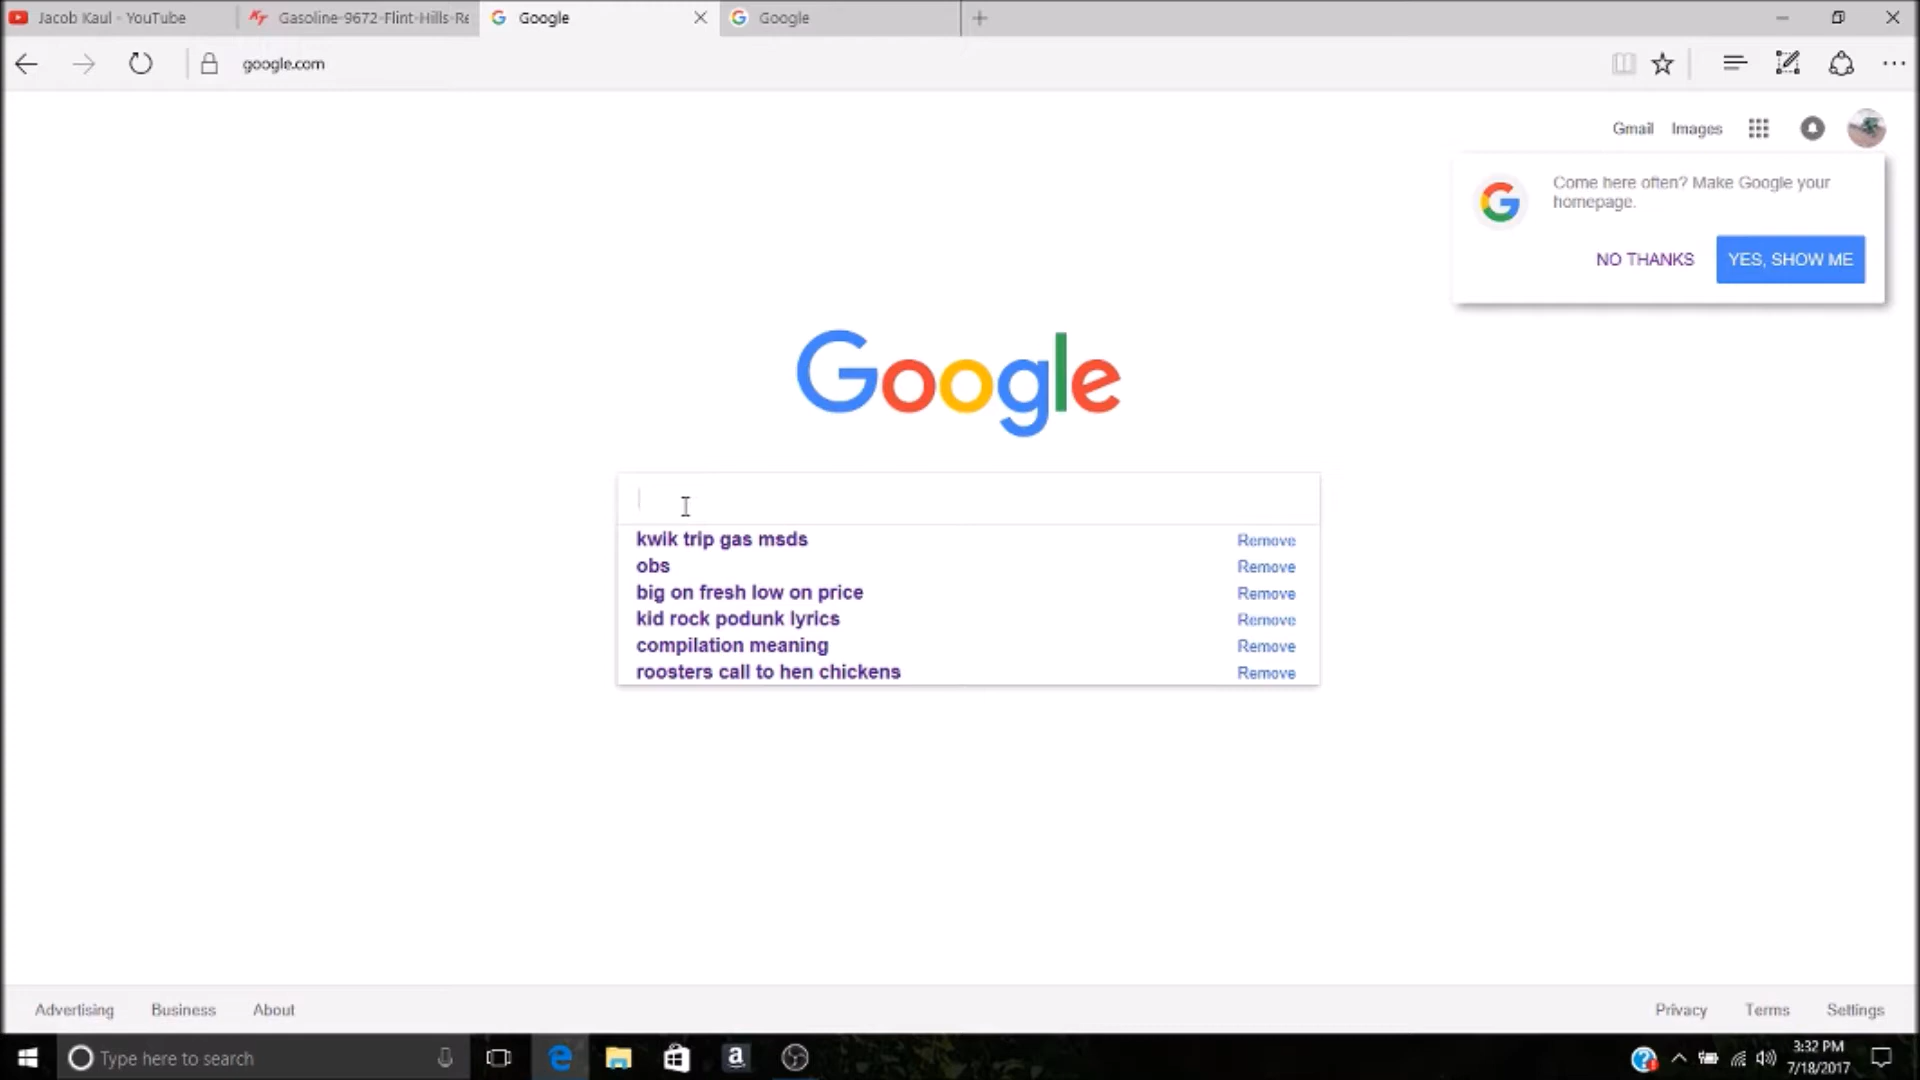 Jacob Kaul - YouTube
KT Gasoline-9672-Flint-Hills-Re
Google
Google
google.com
Gmail Images
Come here often? Make Google your
homepage.
NO THANKS YES, SHOW ME
Google
kwik trip gas msds Remove
obs Remove
big on fresh low on price Remove
kid rock podunk lyrics Remove
compilation meaning Remove
roosters call to hen chickens Remove
Advertising Business About Privacy Terms Settings
Type here to search
3:32 PM
7/18/2017